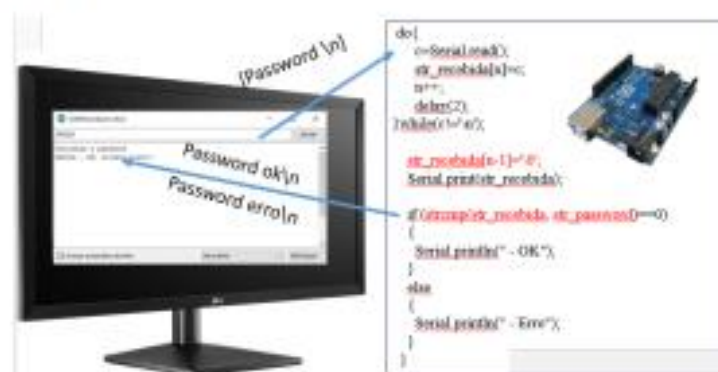 [Password \n]
Password ok\n
Password erro\n
do{
c=Serial.read();
str_recebida[n]=c;
n++;
delay(2);
}while(c!='\n');
str_recebida[n-1]='\0';
Serial.print(str_recebida);
if(strcmp(str_recebida, str_password)==0)
{
Serial.println(" - OK");
}
else
{
Serial.println(" - Erro");
}
}